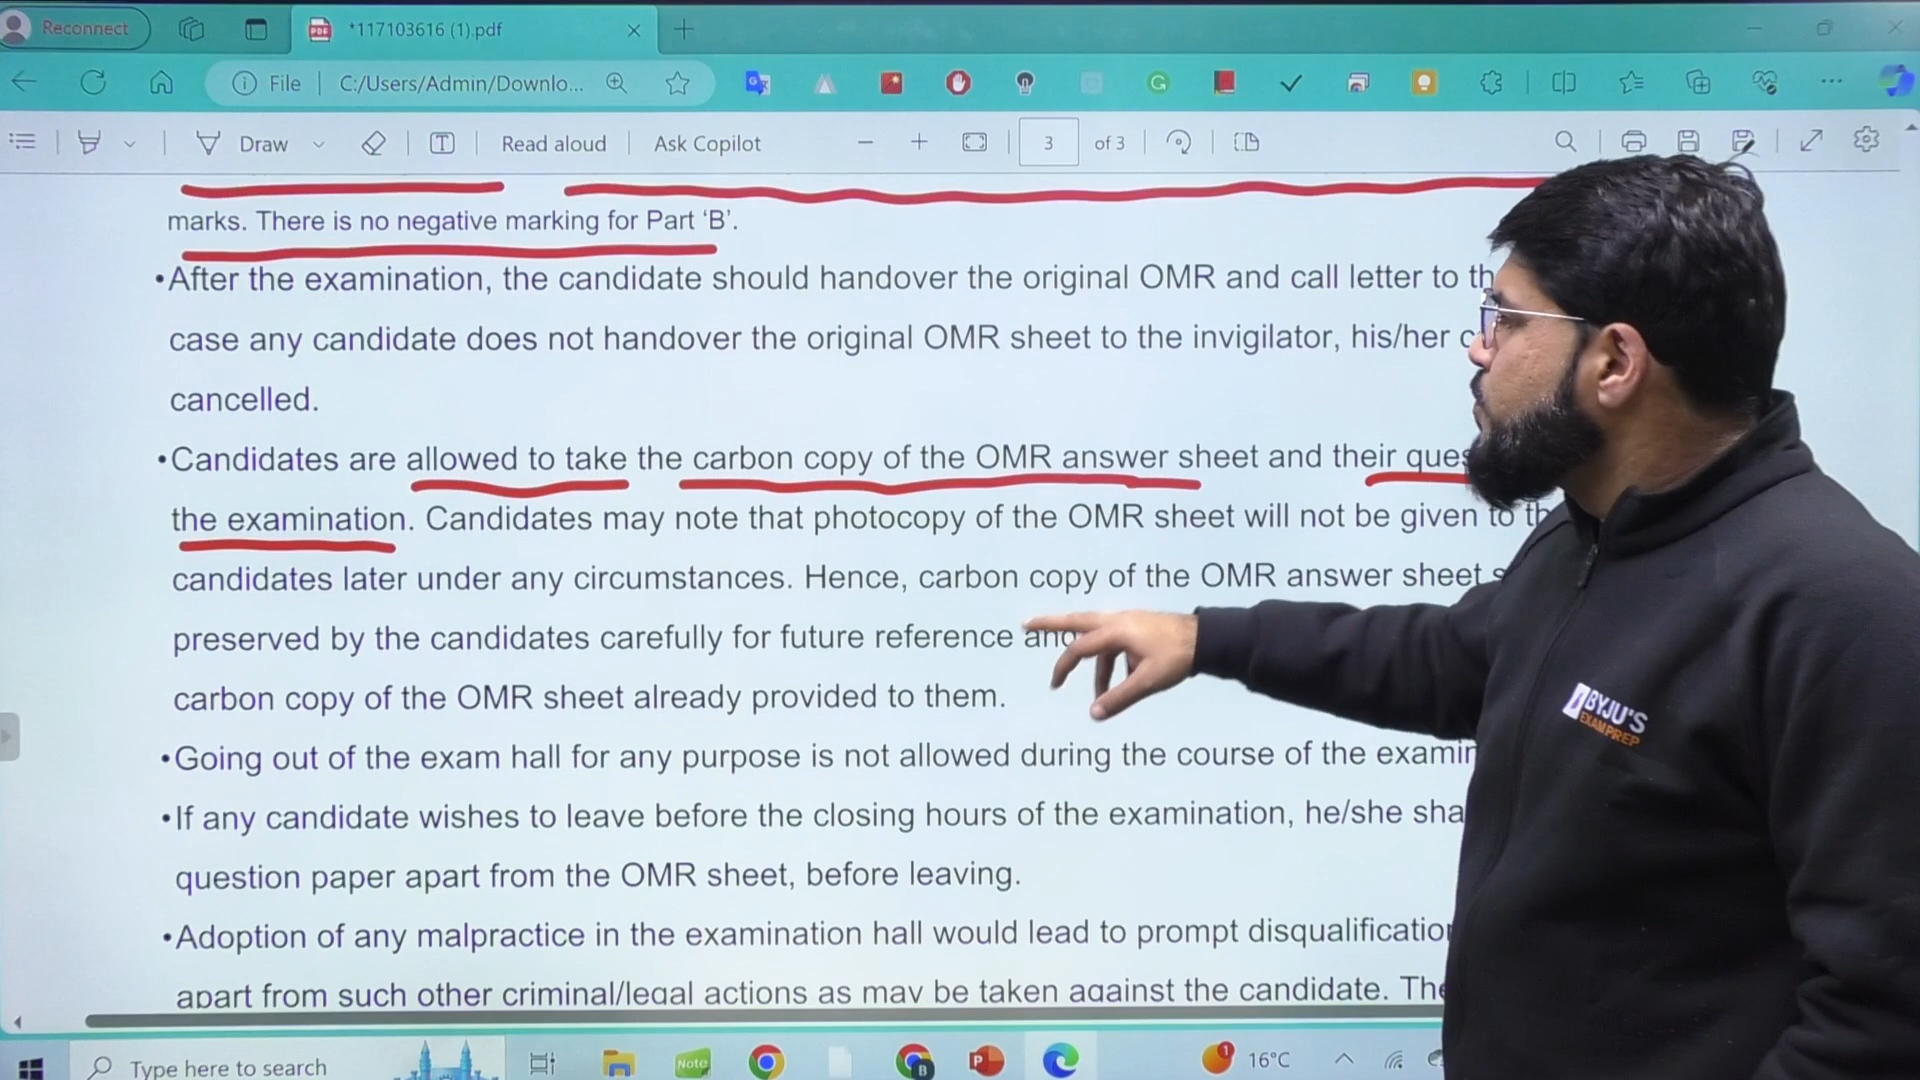 Reconnect
*117103616 (1).pdf
File
C:/Users/Admin/Downlo...
Draw
Read aloud
Ask Copilot
3
of 3
marks. There is no negative marking for Part ‘B’.
•After the examination, the candidate should handover the original OMR and call letter to
case any candidate does not handover the original OMR sheet to the invigilator, his/her
cancelled.
•Candidates are allowed to take the carbon copy of the OMR answer sheet and their
the examination. Candidates may note that photocopy of the OMR sheet will not be given to
candidates later under any circumstances. Hence, carbon copy of the OMR answer sheet
preserved by the candidates carefully for future reference and
carbon copy of the OMR sheet already provided to them.
•Going out of the exam hall for any purpose is not allowed during the course of the
•If any candidate wishes to leave before the closing hours of the examination, he/she
question paper apart from the OMR sheet, before leaving.
•Adoption of any malpractice in the examination hall would lead to prompt
apart from such other criminal/legal actions as may be taken against the candidate.
BYJU'S
EXAM PREP
Type here to search
Note
B
P
1
16°C